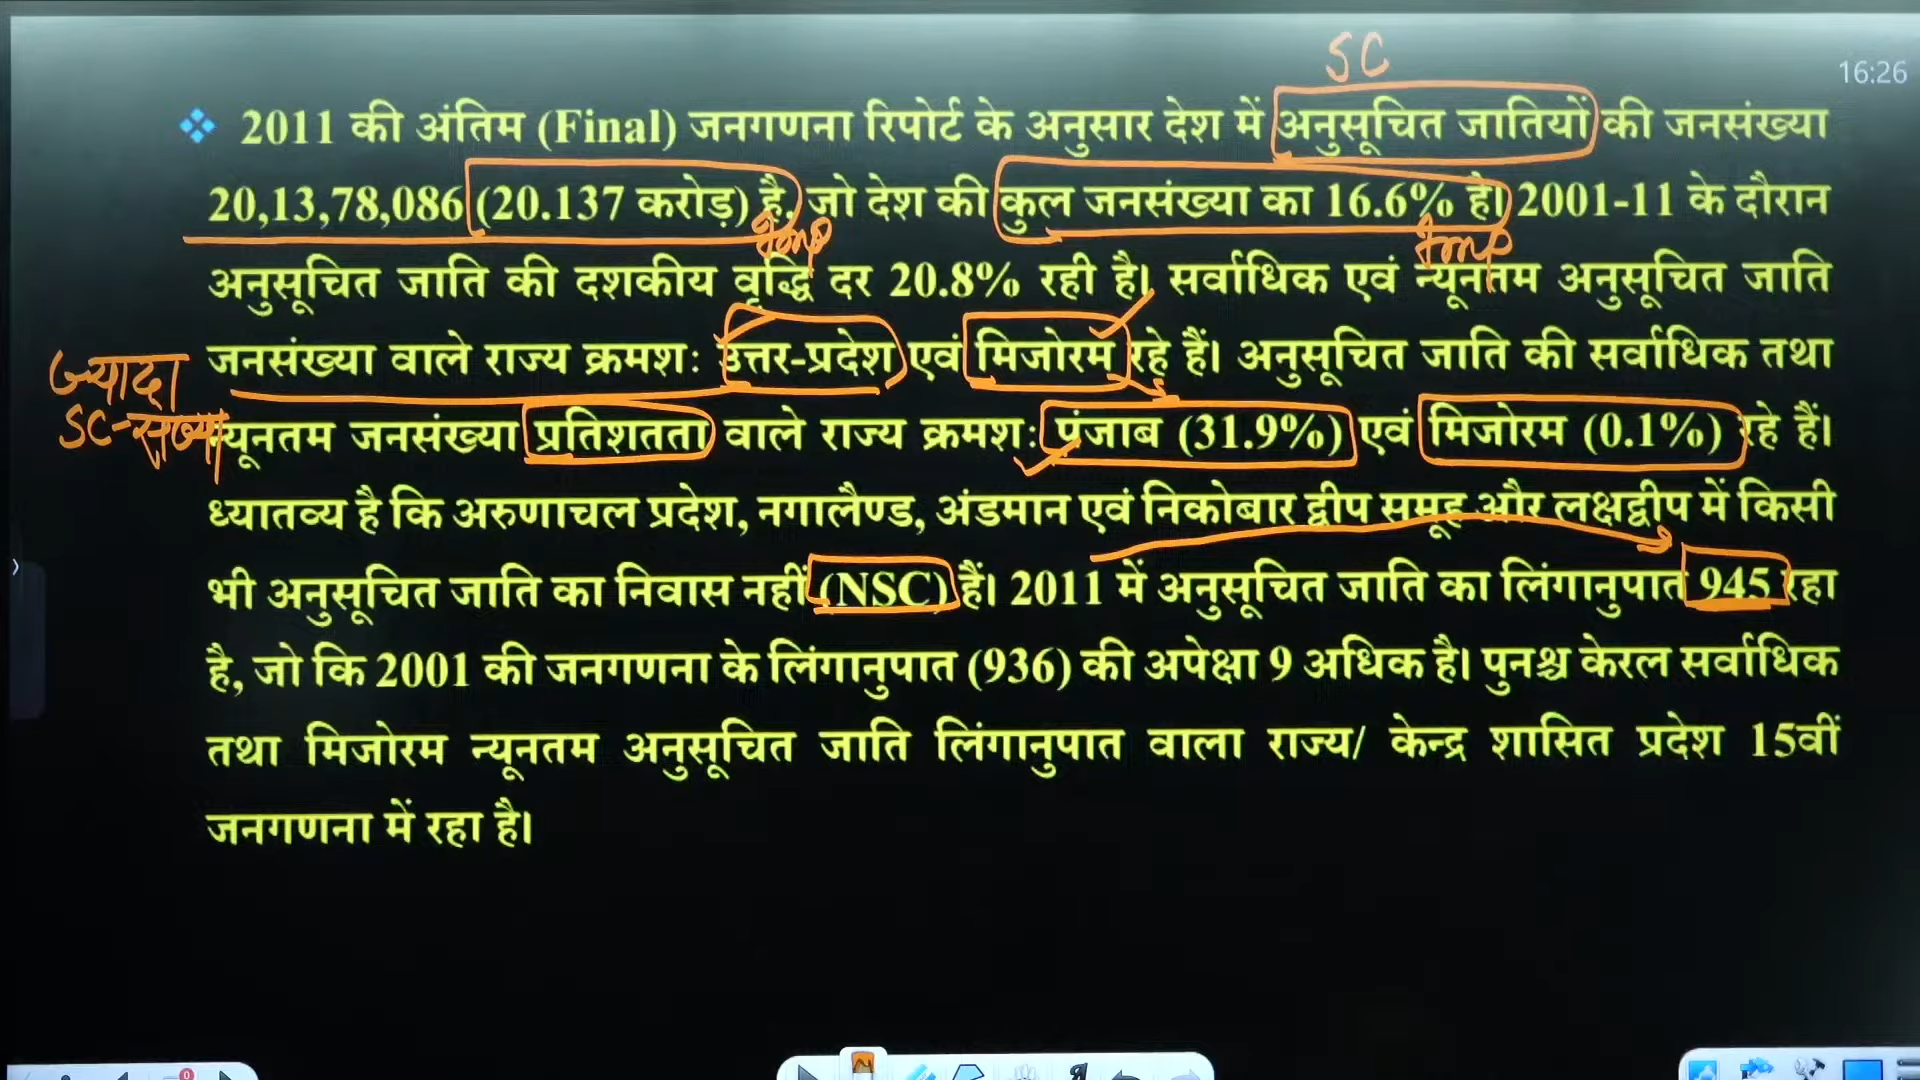 SC
16:26
❖ 2011 की अंतिम (Final) जनगणना रिपोर्ट के अनुसार देश में अनुसूचित जातियों की जनसंख्या
20,13,78,086 (20.137 करोड़) है, जो देश की कुल जनसंख्या का 16.6% है। 2001-11 के दौरान
Imp Imp
अनुसूचित जाति की दशकीय वृद्धि दर 20.8% रही है। सर्वाधिक एवं न्यूनतम अनुसूचित जाति
जनसंख्या वाले राज्य क्रमश: उत्तर-प्रदेश एवं मिजोरम रहे हैं। अनुसूचित जाति की सर्वाधिक तथा
ज्यादा
SC-संख्या
न्यूनतम जनसंख्या प्रतिशतता वाले राज्य क्रमश: पंजाब (31.9%) एवं मिजोरम (0.1%) रहे हैं।
ध्यातव्य है कि अरुणाचल प्रदेश, नगालैण्ड, अंडमान एवं निकोबार द्वीप समूह और लक्षद्वीप में किसी
भी अनुसूचित जाति का निवास नहीं (NSC) हैं। 2011 में अनुसूचित जाति का लिंगानुपात 945 रहा
है, जो कि 2001 की जनगणना के लिंगानुपात (936) की अपेक्षा 9 अधिक है। पुनश्च केरल सर्वाधिक
तथा मिजोरम न्यूनतम अनुसूचित जाति लिंगानुपात वाला राज्य/ केन्द्र शासित प्रदेश 15वीं
जनगणना में रहा है।